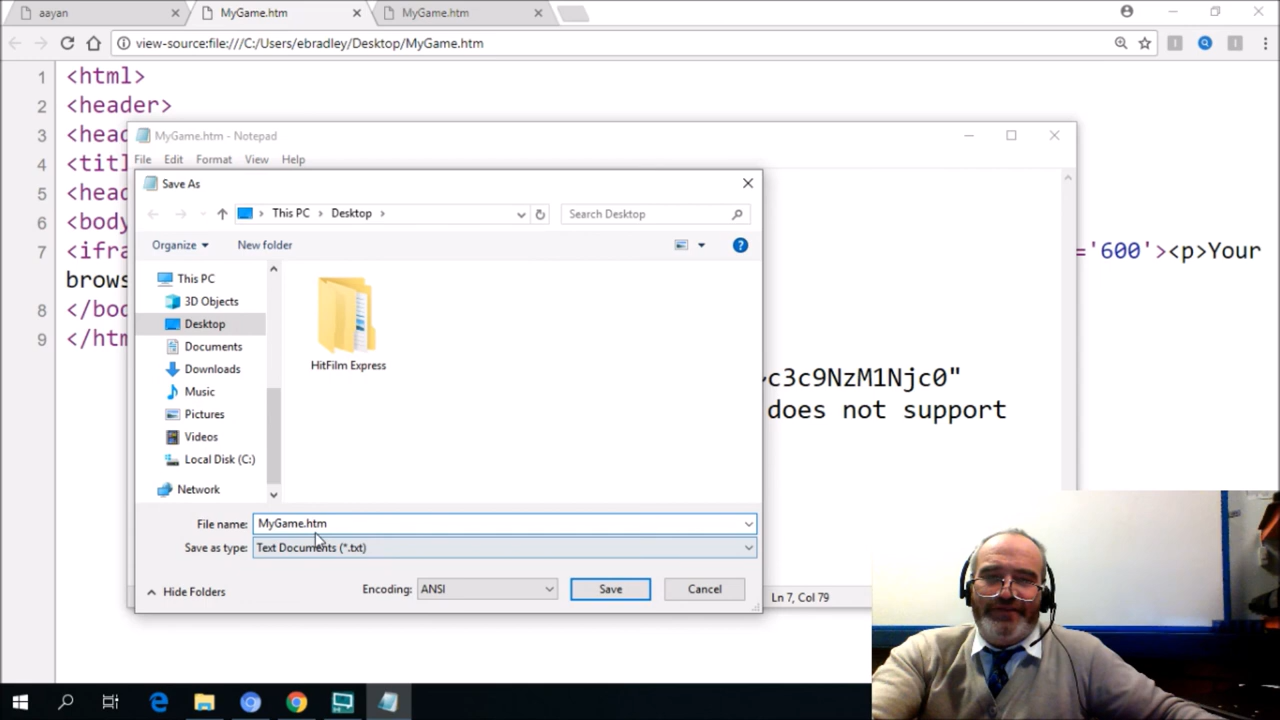 aayan
MyGame.htm
MyGame.htm
view-source:file:///C:/Users/ebradley/Desktop/MyGame.htm
1 <html>
2 <header>
3 <head
4 <titl
5 <head
6 <body
7 <ifra
='600'><p>Your
brows
8 </bod
9 </htm
MyGame.htm - Notepad
File Edit Format View Help
c3c9NzM1Njc0"
does not support
Ln 7, Col 79
Save As
This PC > Desktop >
Search Desktop
Organize
New folder
This PC
3D Objects
Desktop
Documents
Downloads
Music
Pictures
Videos
Local Disk (C:)
Network
HitFilm Express
File name: MyGame.htm
Save as type: Text Documents (*.txt)
Hide Folders
Encoding: ANSI
Save
Cancel